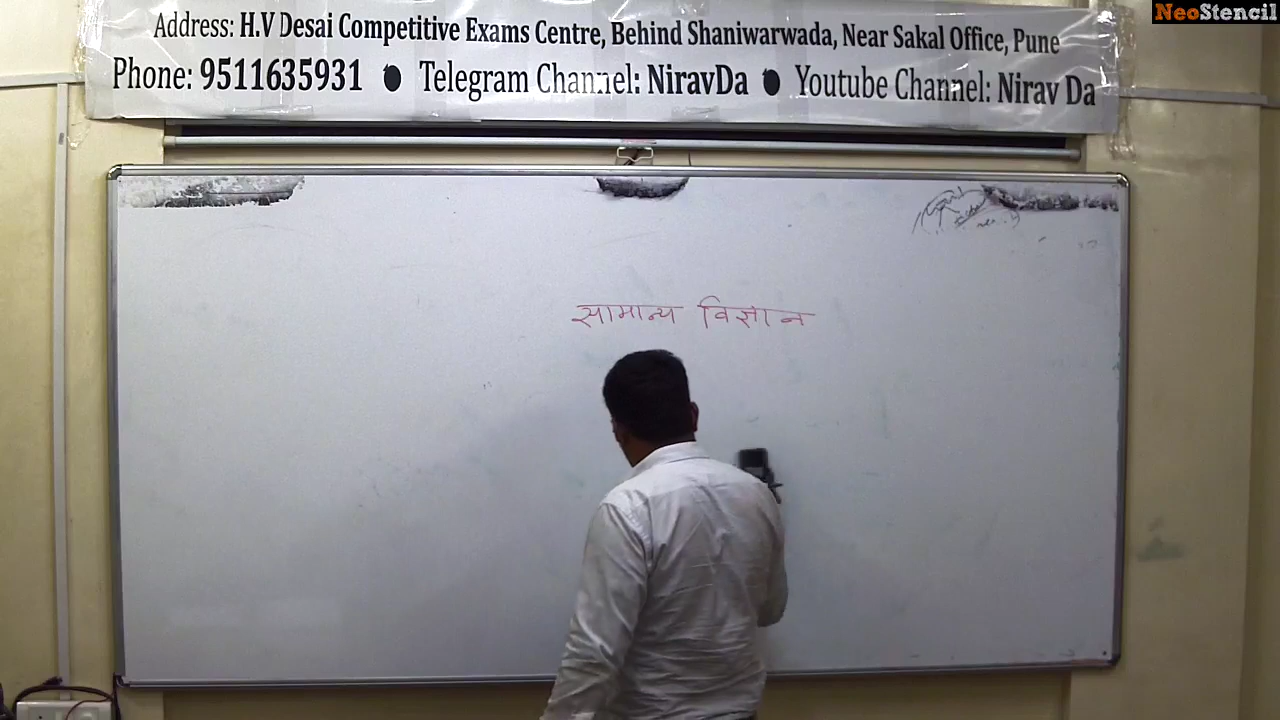 NeoStencil
Address: H.V Desai Competitive Exams Centre, Behind Shaniwarwada, Near Sakal Office, Pune
Phone: 9511635931 ● Telegram Channel: NiravDa ● Youtube Channel: Nirav Da
सामान्य विज्ञान